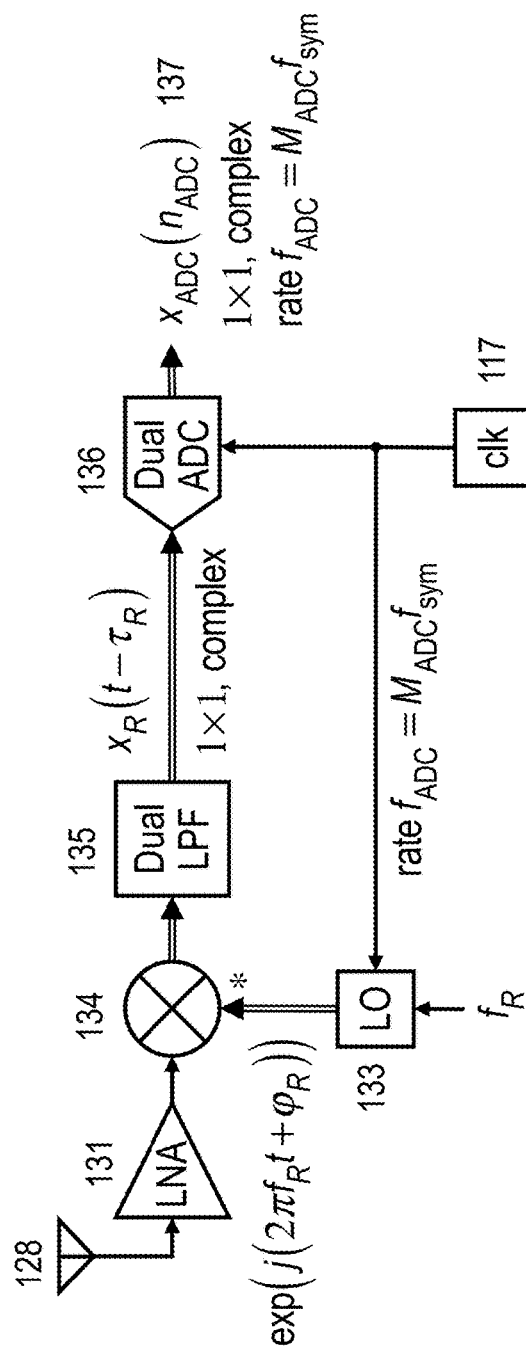 128
131
LNA
134
*
exp(j(2πf_R t + φ_R))
133
LO
f_R
135
Dual
LPF
x_R(t − τ_R)
1×1, complex
136
Dual
ADC
x_ADC(n_ADC) 137
1×1, complex
rate f_ADC = M_ADC f_sym
rate f_ADC = M_ADC f_sym
117
clk